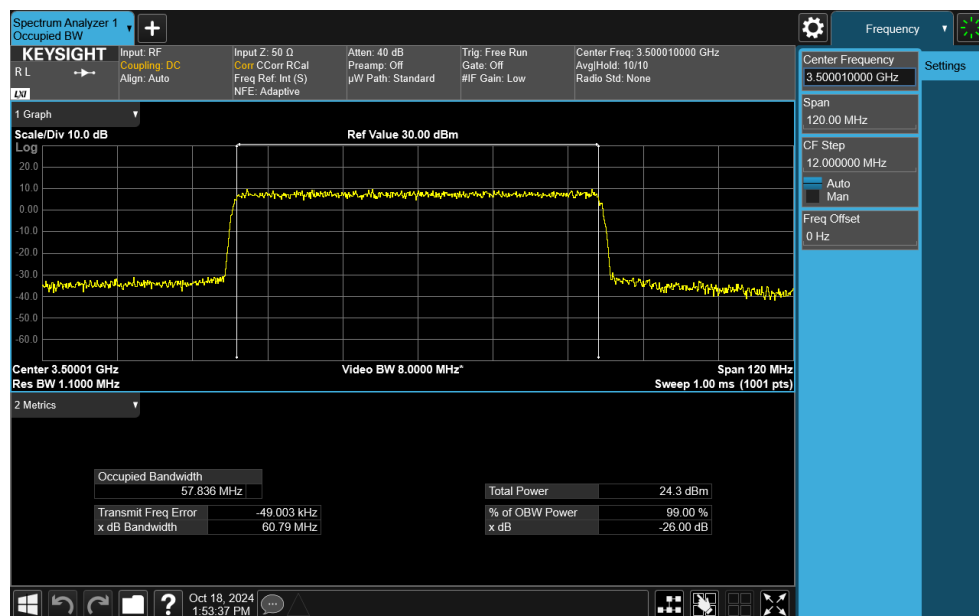 Spectrum Analyzer 1
Occupied BW
Frequency
KEYSIGHT
R L
LXI
Input: RF
Coupling: DC
Align: Auto
Input Z: 50 Ω
Corr CCorr RCal
Freq Ref: Int (S)
NFE: Adaptive
Atten: 40 dB
Preamp: Off
µW Path: Standard
Trig: Free Run
Gate: Off
#IF Gain: Low
Center Freq: 3.500010000 GHz
Avg|Hold: 10/10
Radio Std: None
Center Frequency
3.500010000 GHz
Settings
Span
120.00 MHz
CF Step
12.000000 MHz
Auto
Man
Freq Offset
0 Hz
1 Graph
Scale/Div 10.0 dB
Ref Value 30.00 dBm
Log
20.0
10.0
0.00
-10.0
-20.0
-30.0
-40.0
-50.0
-60.0
Center 3.50001 GHz
Video BW 8.0000 MHz*
Span 120 MHz
Res BW 1.1000 MHz
Sweep 1.00 ms (1001 pts)
2 Metrics
Occupied Bandwidth
57.836 MHz
Total Power 24.3 dBm
Transmit Freq Error -49.003 kHz
% of OBW Power 99.00 %
x dB Bandwidth 60.79 MHz
x dB -26.00 dB
?
Oct 18, 2024
1:53:37 PM